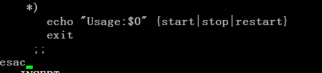 *)
echo "Usage:$0" {start|stop|restart}
exit
;;
esac